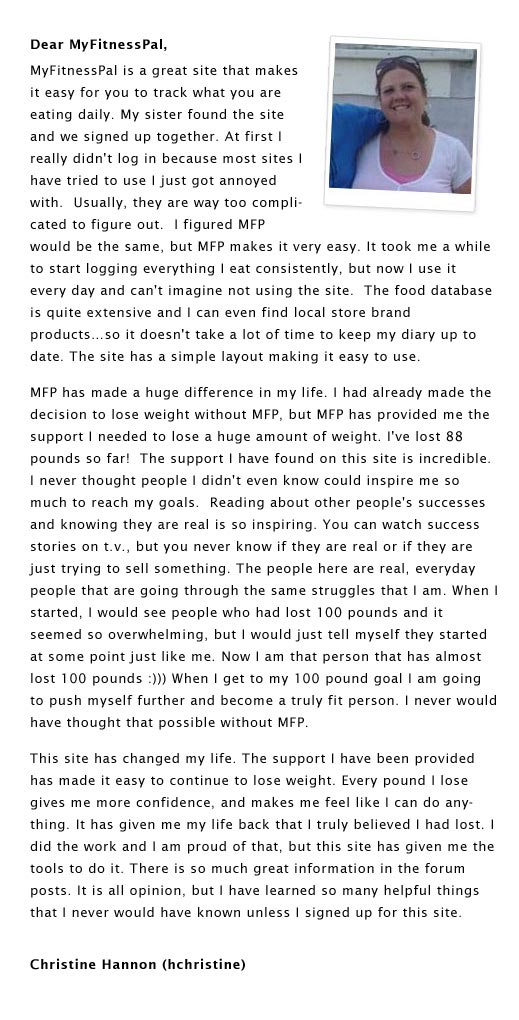 Dear MyFitnessPal,
MyFitnessPal is a great site that makes
it easy for you to track what you are
eating daily. My sister found the site
and we signed up together. At first I
really didn't log in because most sites I
have tried to use I just got annoyed
with.  Usually, they are way too compli-
cated to figure out.  I figured MFP
would be the same, but MFP makes it very easy. It took me a while
to start logging everything I eat consistently, but now I use it
every day and can't imagine not using the site.  The food database
is quite extensive and I can even find local store brand
products...so it doesn't take a lot of time to keep my diary up to
date. The site has a simple layout making it easy to use.
MFP has made a huge difference in my life. I had already made the
decision to lose weight without MFP, but MFP has provided me the
support I needed to lose a huge amount of weight. I've lost 88
pounds so far!  The support I have found on this site is incredible.
I never thought people I didn't even know could inspire me so
much to reach my goals.  Reading about other people's successes
and knowing they are real is so inspiring. You can watch success
stories on t.v., but you never know if they are real or if they are
just trying to sell something. The people here are real, everyday
people that are going through the same struggles that I am. When I
started, I would see people who had lost 100 pounds and it
seemed so overwhelming, but I would just tell myself they started
at some point just like me. Now I am that person that has almost
lost 100 pounds :))) When I get to my 100 pound goal I am going
to push myself further and become a truly fit person. I never would
have thought that possible without MFP.
This site has changed my life. The support I have been provided
has made it easy to continue to lose weight. Every pound I lose
gives me more confidence, and makes me feel like I can do any-
thing. It has given me my life back that I truly believed I had lost. I
did the work and I am proud of that, but this site has given me the
tools to do it. There is so much great information in the forum
posts. It is all opinion, but I have learned so many helpful things
that I never would have known unless I signed up for this site.
Christine Hannon (hchristine)